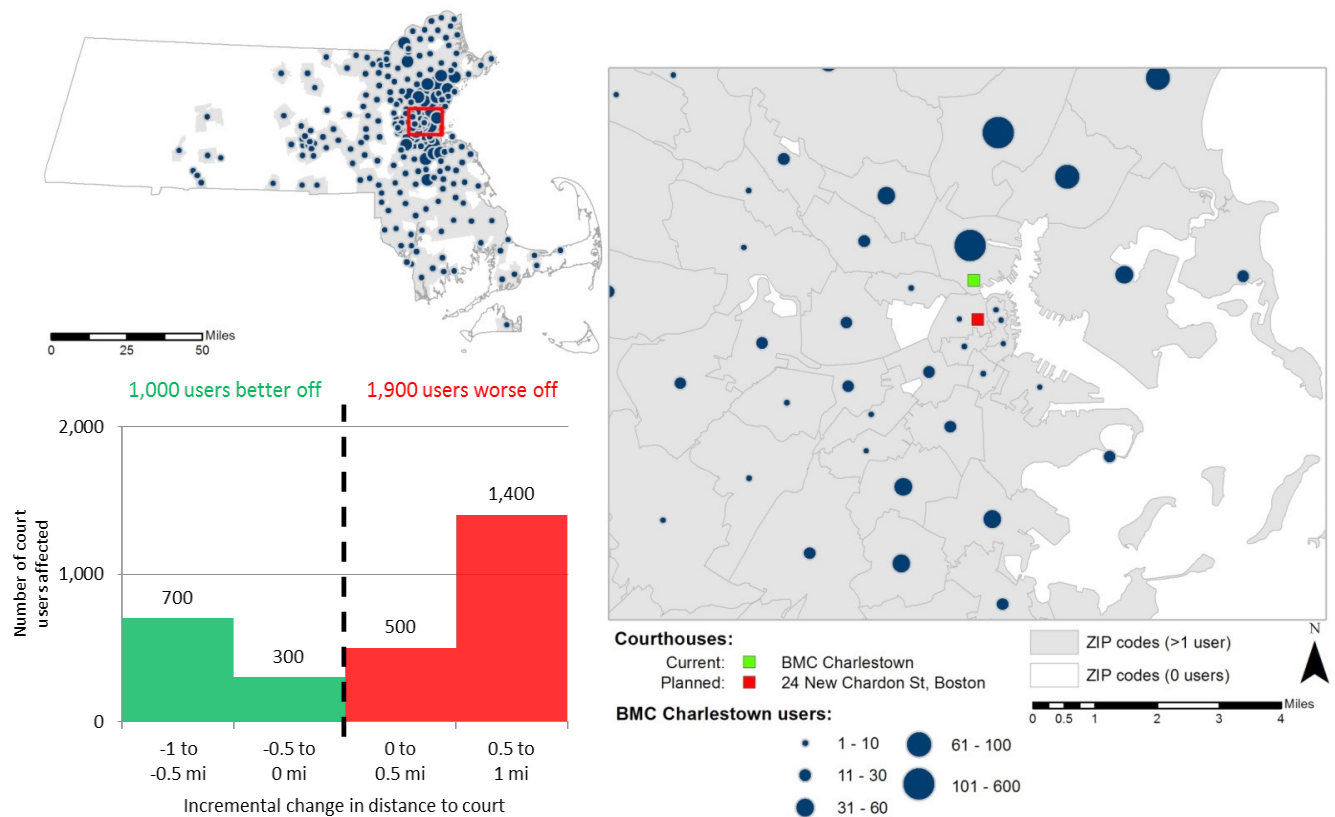 Miles
0 25 50
1,000 users better off 1,900 users worse off
2,000
1,000
0
Number of court
usersaffected
700
300
500
1,400
-1 to
-0.5 mi
-0.5 to
0 mi
0 to
0.5 mi
0.5 to
1 mi
Incremental change in distance to court
Courthouses:
Current: BMC Charlestown
Planned: 24 New Chardon St, Boston
BMC Charlestown users:
1 - 10
11 - 30
31 - 60
61 - 100
101 - 600
ZIP codes (>1 user)
ZIP codes (0 users)
N
Miles
0 0.5 1 2 3 4